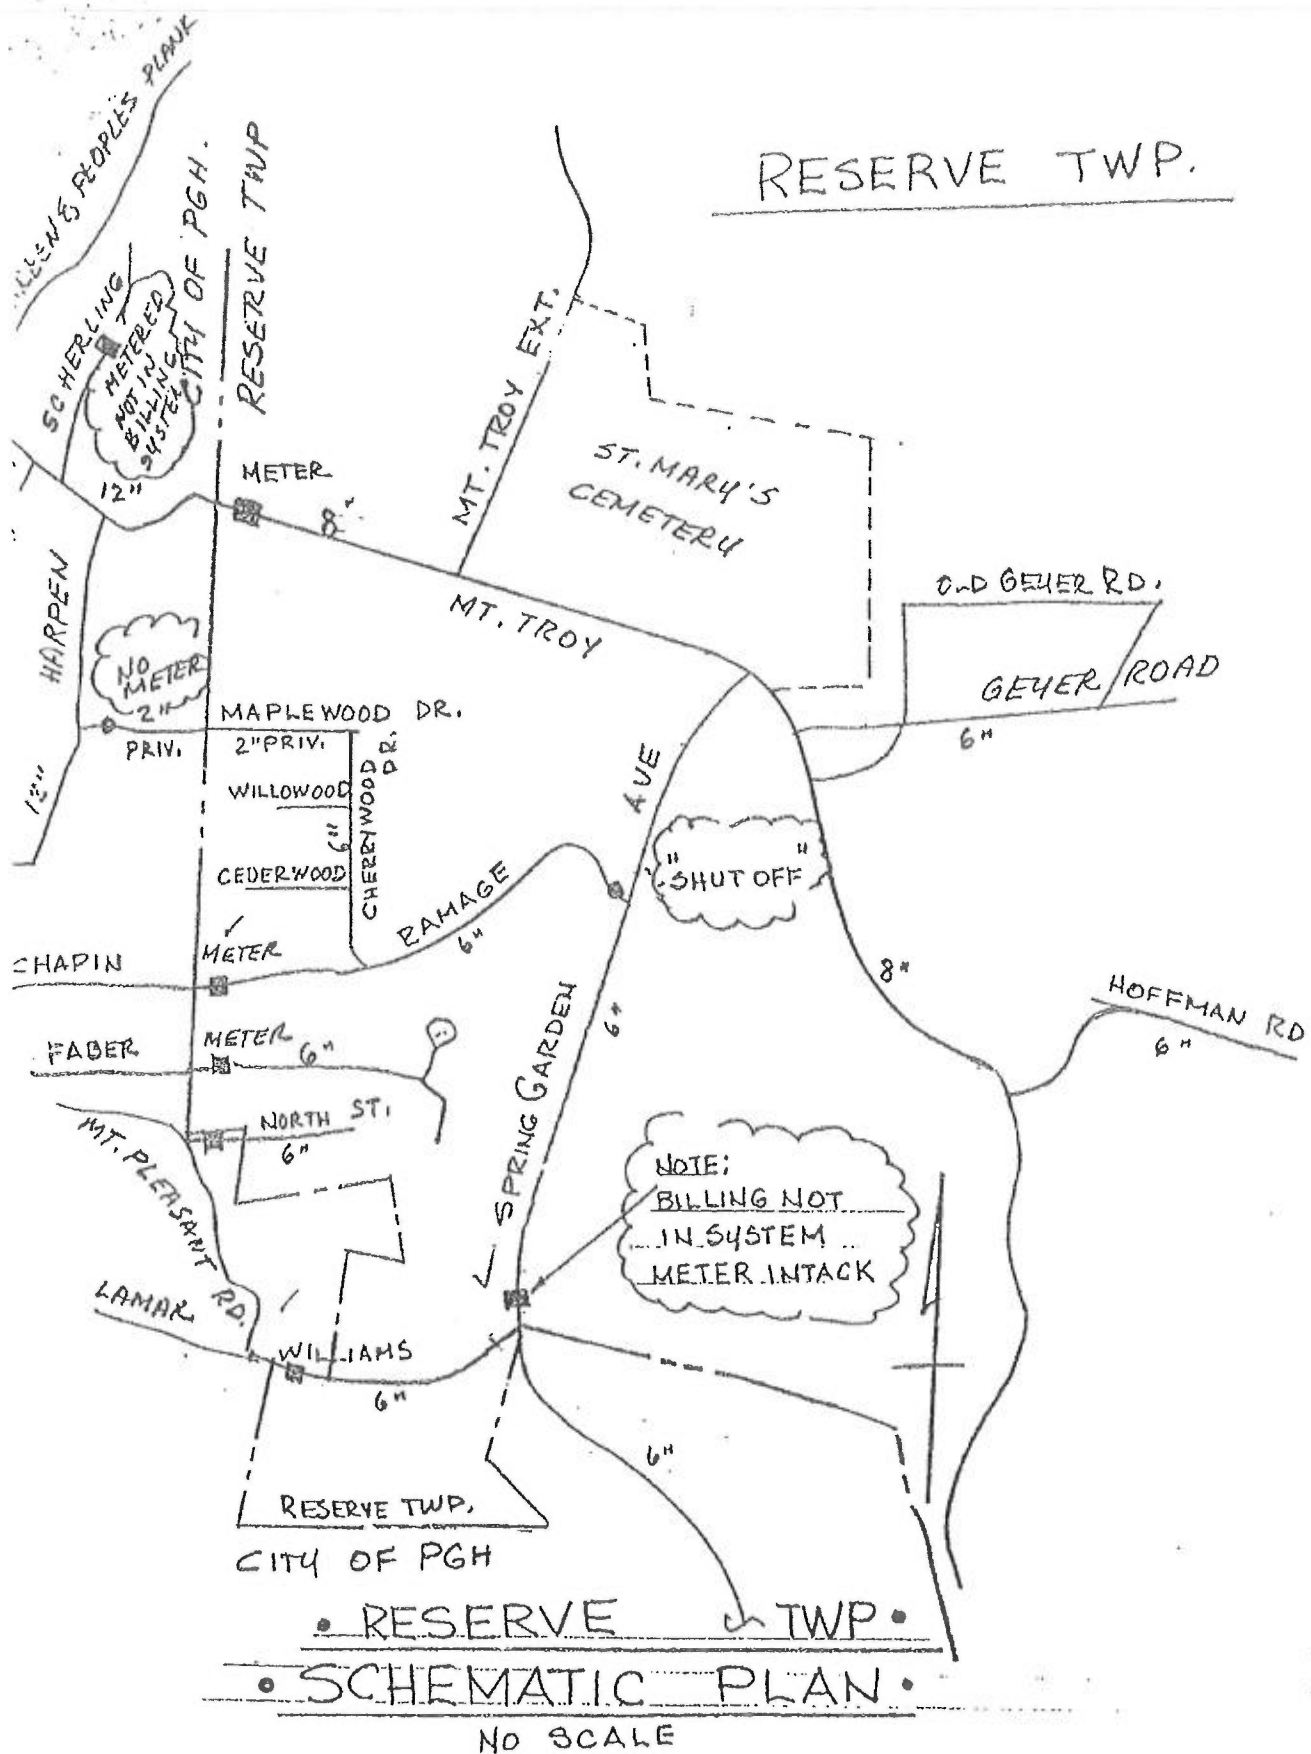 RESERVE TWP.
& PEOPLES PLANK
CITY OF PGH.
RESERVE TWP
SCHERLING
METERED
NOT IN
BILLING
SYSTEM
12"
METER
8"
MT. TROY EXT.
ST. MARY'S
CEMETERY
MT. TROY
HARPEN
12"
NO
METER
2"
PRIV.
MAPLEWOOD DR.
2" PRIV.
WILLOWOOD
6"
CHERRYWOOD
DR.
CEDERWOOD
OLD GEYER RD.
GEYER ROAD
6"
AVE
"SHUT OFF"
RAMAGE
6"
CHAPIN
METER
8"
HOFFMAN RD
6"
FABER
METER
6"
SPRING GARDEN
6"
NORTH ST.
6"
MT. PLEASANT RD.
NOTE:
BILLING NOT
IN SYSTEM
METER INTACK
LAMAR
WILLIAMS
6"
6"
RESERVE TWP.
CITY OF PGH
• RESERVE TWP •
• SCHEMATIC PLAN •
NO SCALE